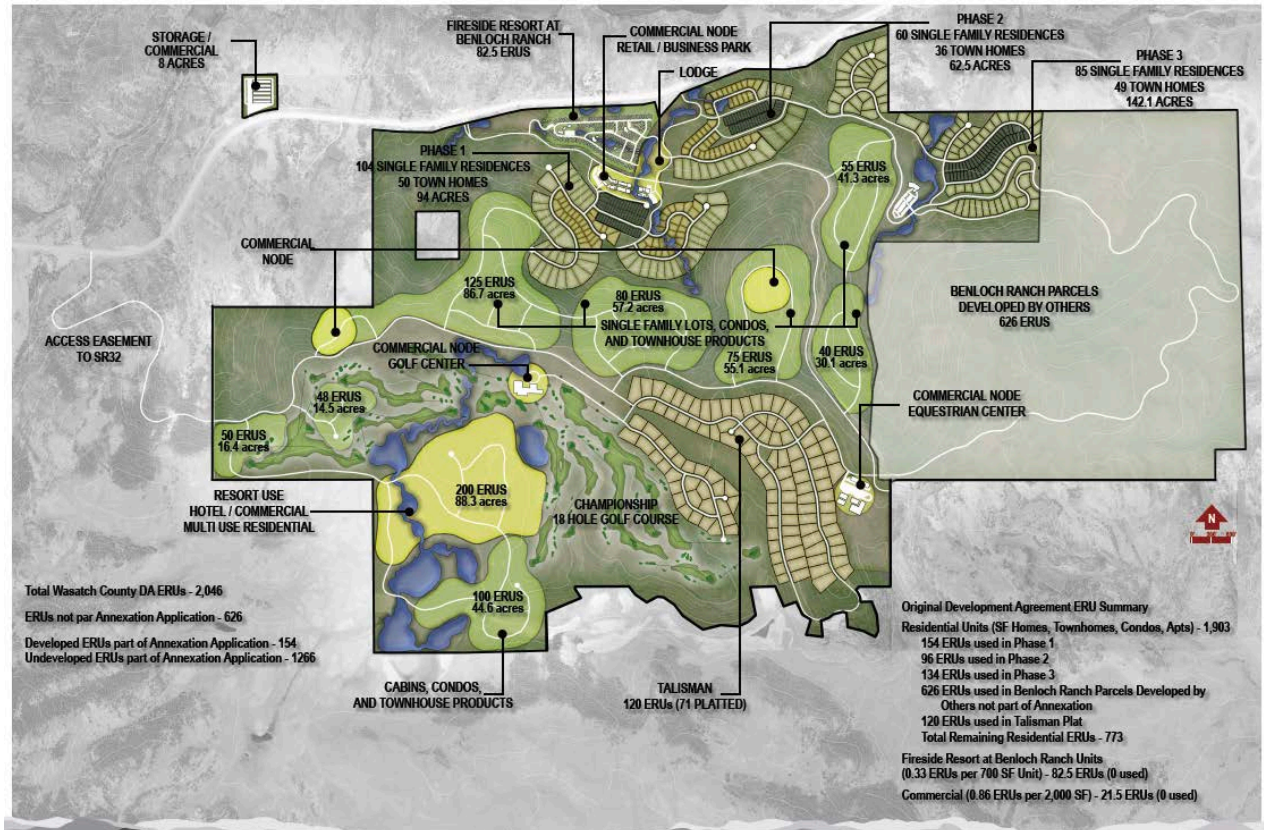 STORAGE /
COMMERCIAL
8 ACRES
FIRESIDE RESORT AT
BENLOCH RANCH
82.5 ERUS
COMMERCIAL NODE
RETAIL / BUSINESS PARK
LODGE
PHASE 2
60 SINGLE FAMILY RESIDENCES
36 TOWN HOMES
62.5 ACRES
PHASE 3
85 SINGLE FAMILY RESIDENCES
49 TOWN HOMES
142.1 ACRES
PHASE 1
104 SINGLE FAMILY RESIDENCES
50 TOWN HOMES
94 ACRES
55 ERUS
41.3 acres
COMMERCIAL
NODE
125 ERUS
86.7 acres
80 ERUS
57.2 acres
SINGLE FAMILY LOTS, CONDOS,
AND TOWNHOUSE PRODUCTS
BENLOCH RANCH PARCELS
DEVELOPED BY OTHERS
626 ERUS
ACCESS EASEMENT
TO SR32
COMMERCIAL NODE
GOLF CENTER
75 ERUS
55.1 acres
40 ERUS
30.1 acres
48 ERUS
14.5 acres
COMMERCIAL NODE
EQUESTRIAN CENTER
50 ERUS
16.4 acres
RESORT USE
HOTEL / COMMERCIAL
MULTI USE RESIDENTIAL
200 ERUS
88.3 acres
CHAMPIONSHIP
18 HOLE GOLF COURSE
N
100 ERUS
44.6 acres
CABINS, CONDOS,
AND TOWNHOUSE PRODUCTS
TALISMAN
120 ERUs (71 PLATTED)
Total Wasatch County DA ERUs - 2,046
ERUs not par Annexation Application - 626
Developed ERUs part of Annexation Application - 154
Undeveloped ERUs part of Annexation Application - 1266
Original Development Agreement ERU Summary
Residential Units (SF Homes, Townhomes, Condos, Apts) - 1,903
154 ERUs used in Phase 1
96 ERUs used in Phase 2
134 ERUs used in Phase 3
626 ERUs used in Benloch Ranch Parcels Developed by
Others not part of Annexation
120 ERUs used in Talisman Plat
Total Remaining Residential ERUs - 773
Fireside Resort at Benloch Ranch Units
(0.33 ERUs per 700 SF Unit) - 82.5 ERUs (0 used)
Commercial (0.86 ERUs per 2,000 SF) - 21.5 ERUs (0 used)